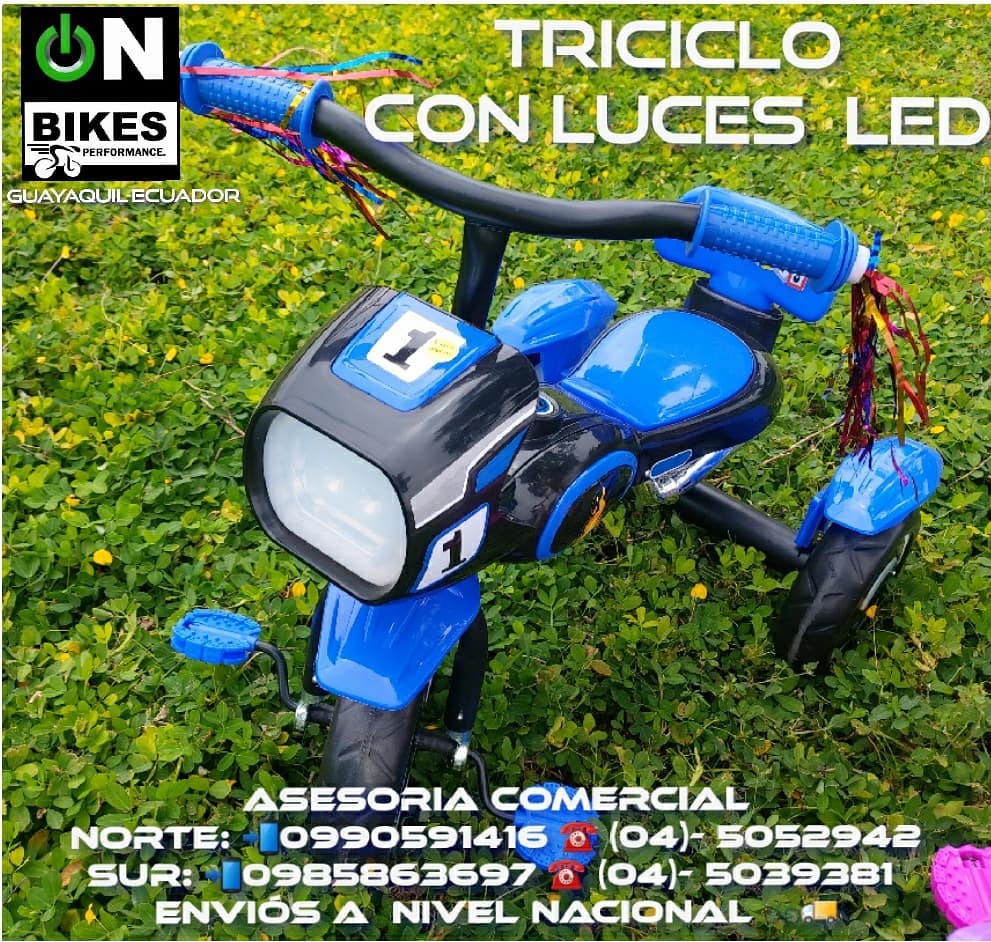 ON
BIKES
PERFORMANCE.
GUAYAQUIL-ECUADOR
TRICICLO
CON LUCES LED
1
1
ASESORIA COMERCIAL
NORTE: 📲0990591416 ☎️ (04)- 5052942
SUR: 📲0985863697 ☎️ (04)- 5039381
ENVIÓS A NIVEL NACIONAL 🚚